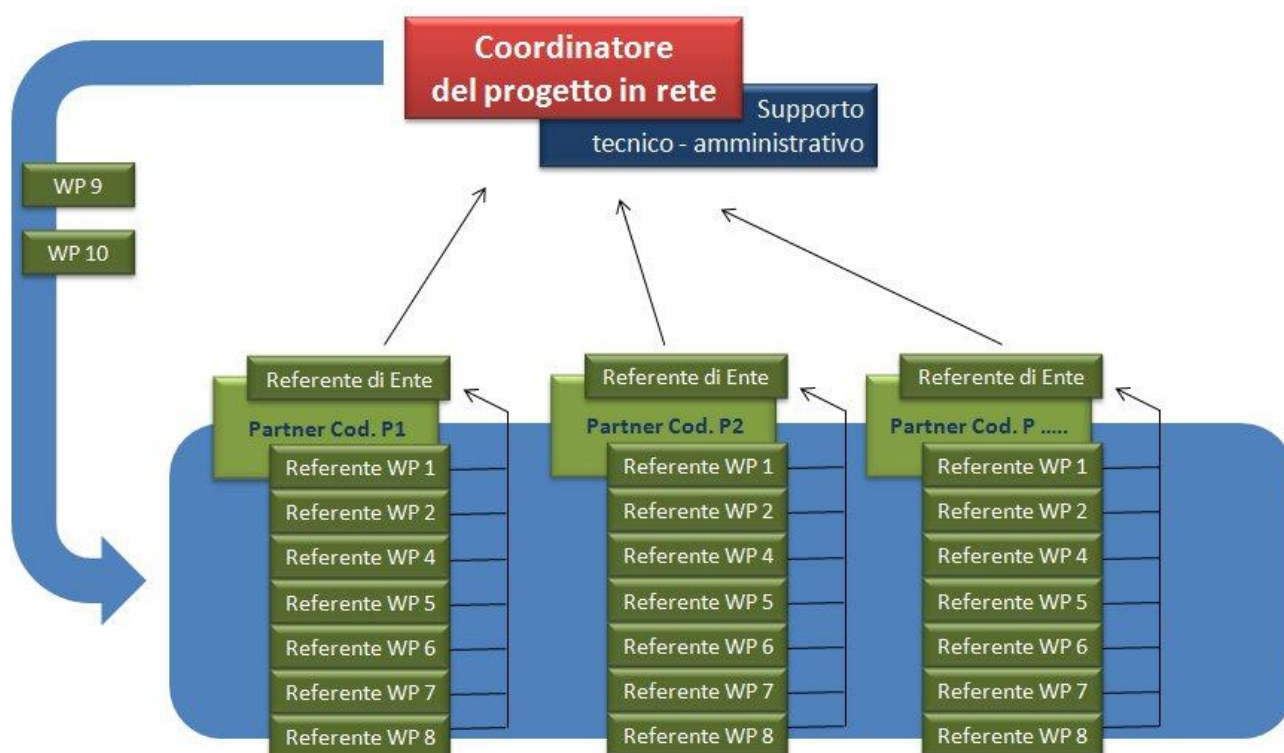 Coordinatore
del progetto in rete
Supporto
tecnico - amministrativo
WP 9
WP 10
Referente di Ente
Partner Cod. P1
Referente WP 1
Referente WP 2
Referente WP 4
Referente WP 5
Referente WP 6
Referente WP 7
Referente WP 8
Referente di Ente
Partner Cod. P2
Referente WP 1
Referente WP 2
Referente WP 4
Referente WP 5
Referente WP 6
Referente WP 7
Referente WP 8
Referente di Ente
Partner Cod. P .....
Referente WP 1
Referente WP 2
Referente WP 4
Referente WP 5
Referente WP 6
Referente WP 7
Referente WP 8